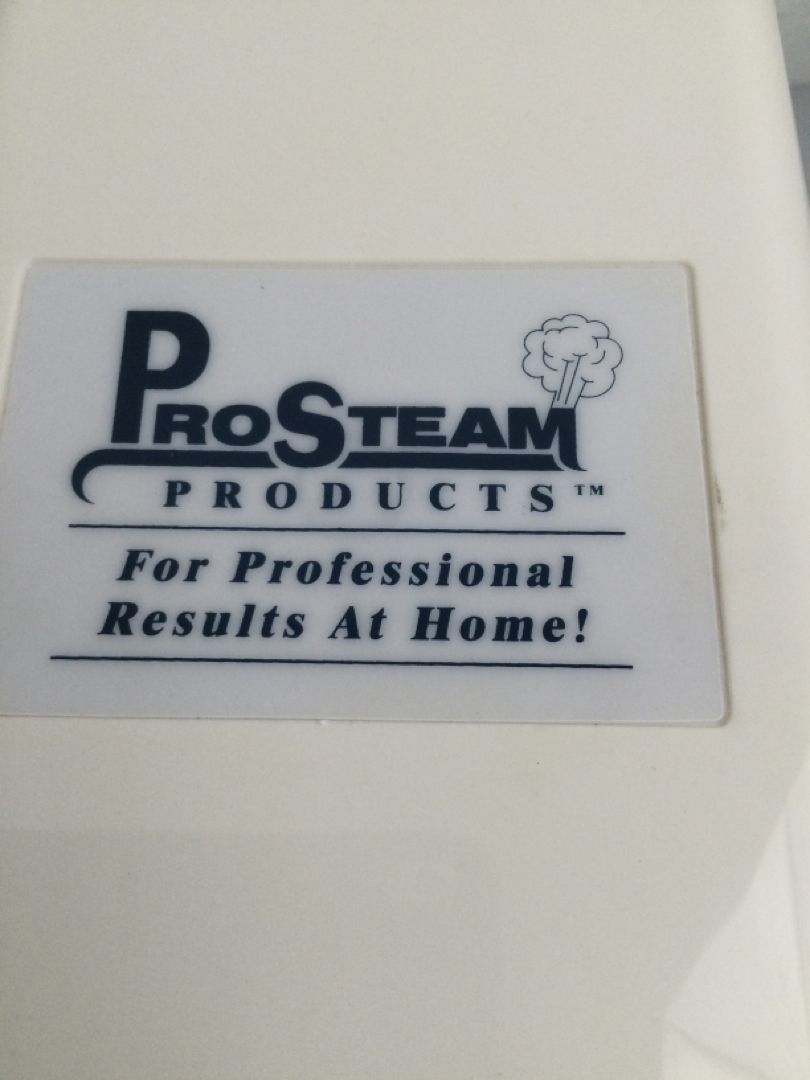 PROSTEAM
PRODUCTS™
For Professional
Results At Home!